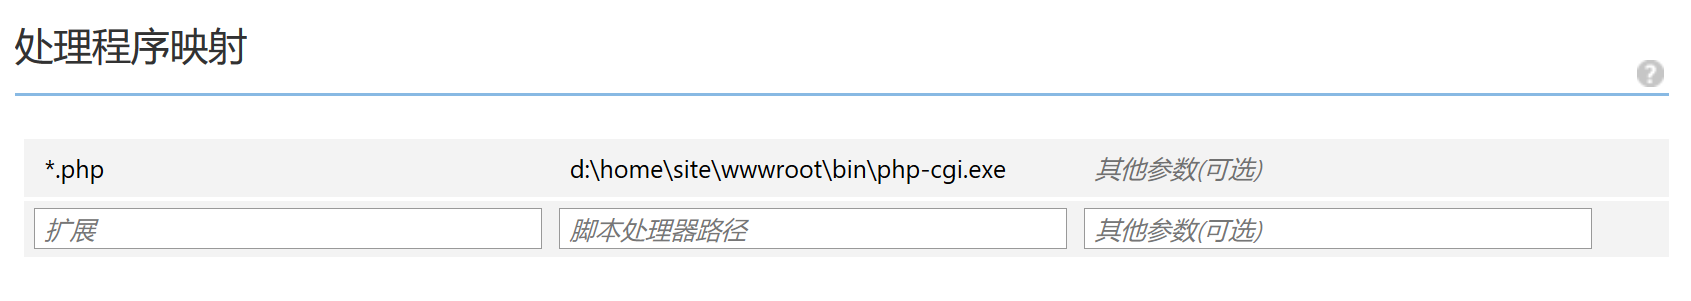 处理程序映射
?
*.php d:\home\site\wwwroot\bin\php-cgi.exe 其他参数(可选)
扩展 脚本处理器路径 其他参数(可选)